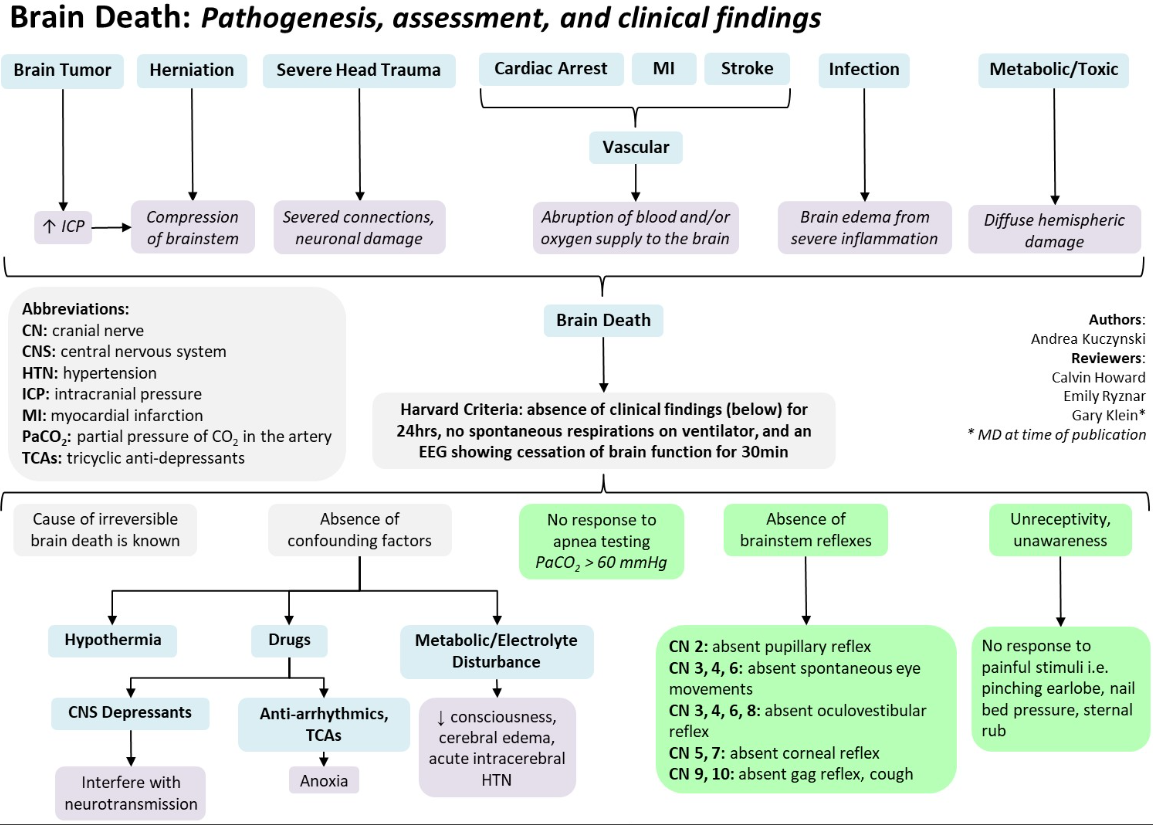 Brain Death: Pathogenesis, assessment, and clinical findings
Brain Tumor
Herniation
Severe Head Trauma
Cardiac Arrest
MI
Stroke
Infection
Metabolic/Toxic
Vascular
↑ ICP
Compression
of brainstem
Severed connections,
neuronal damage
Abruption of blood and/or
oxygen supply to the brain
Brain edema from
severe inflammation
Diffuse hemispheric
damage
Abbreviations:
CN: cranial nerve
CNS: central nervous system
HTN: hypertension
ICP: intracranial pressure
MI: myocardial infarction
PaCO₂: partial pressure of CO₂ in the artery
TCAs: tricyclic anti-depressants
Brain Death
Authors:
Andrea Kuczynski
Reviewers:
Calvin Howard
Emily Ryznar
Gary Klein*
* MD at time of publication
Harvard Criteria: absence of clinical findings (below) for
24hrs, no spontaneous respirations on ventilator, and an
EEG showing cessation of brain function for 30min
Cause of irreversible
brain death is known
Absence of
confounding factors
No response to
apnea testing
PaCO₂ > 60 mmHg
Absence of
brainstem reflexes
Unreceptivity,
unawareness
Hypothermia
Drugs
Metabolic/Electrolyte
Disturbance
CNS Depressants
Anti-arrhythmics,
TCAs
Interfere with
neurotransmission
Anoxia
↓ consciousness,
cerebral edema,
acute intracerebral
HTN
CN 2: absent pupillary reflex
CN 3, 4, 6: absent spontaneous eye
movements
CN 3, 4, 6, 8: absent oculovestibular
reflex
CN 5, 7: absent corneal reflex
CN 9, 10: absent gag reflex, cough
No response to
painful stimuli i.e.
pinching earlobe, nail
bed pressure, sternal
rub